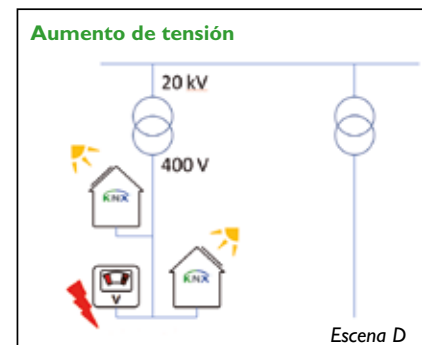 Aumento de tensión
20 kV
400 V
KNX
KNX
V
Escena D